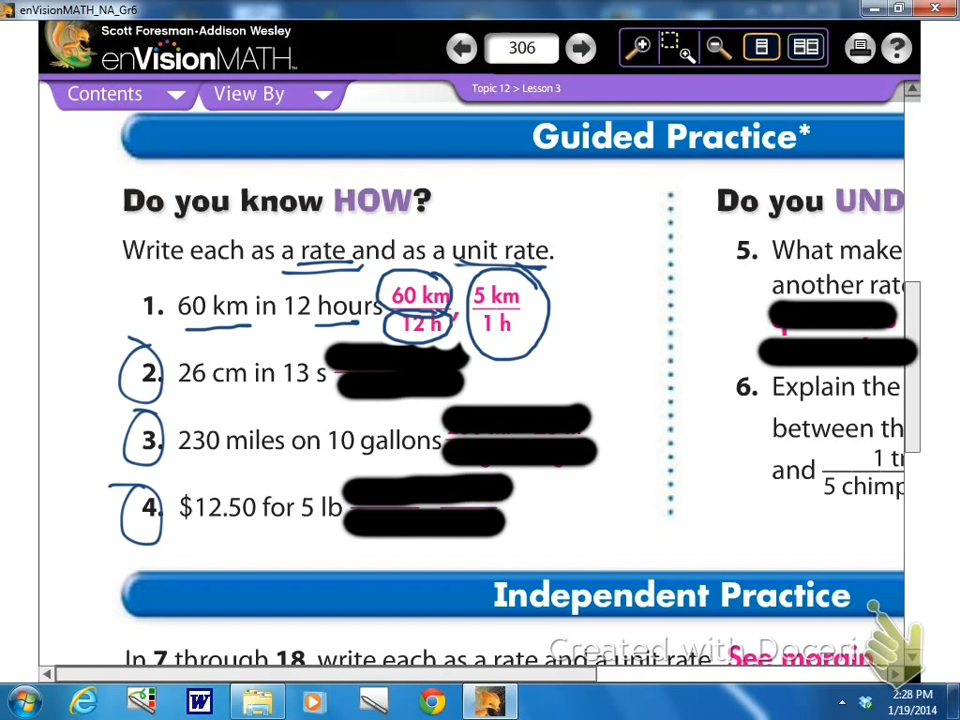 enVisionMATH_NA_Gr6
Scott Foresman·Addison Wesley
enVisionMATH™
306
Contents
View By
Topic 12 > Lesson 3
Guided Practice*
Do you know HOW?
Write each as a rate and as a unit rate.
1. 60 km in 12 hours 60 km/12 h, 5 km/1 h
2. 26 cm in 13 s
3. 230 miles on 10 gallons
4. $12.50 for 5 lb
Do you UND
5. What make
another rate
6. Explain the
between th
and 1 tr/5 chimp
Independent Practice
In 7 through 18, write each as a rate and a unit rate. See margin.
Created with Doceri
2:28 PM
1/19/2014